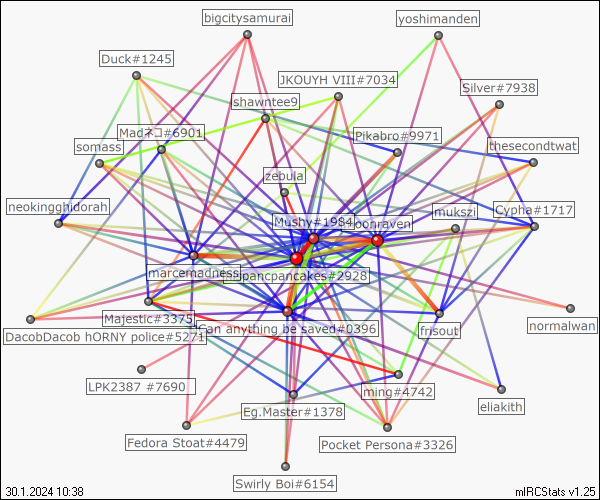 bigcitysamurai
yoshimanden
Duck#1245
JKOUYH VIII#7034
Silver#7938
shawntee9
Madネコ#6901
Pikabro#9971
somass
thesecondtwat
zebula
neokingghidorah
mukszi
Cypha#1717
Mushy#1984
moonraven
marcemadness
pancpancakes#2928
Majestic#3375
normalwan
Can anything be saved#0396
frisout
DacobDacob hORNY police#5271
LPK2387 #7690
ming#4742
Eg.Master#1378
eliakith
Fedora Stoat#4479
Pocket Persona#3326
Swirly Boi#6154
30.1.2024 10:38
mIRCStats v1.25